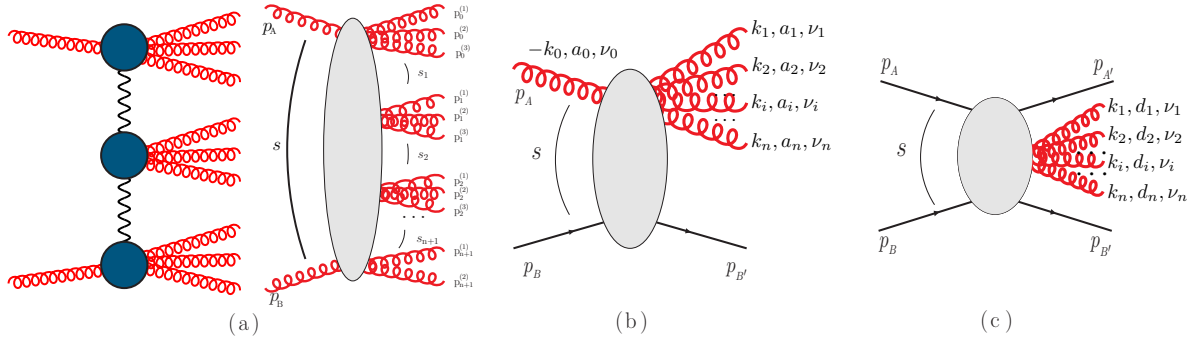 p_A
p_0^(1)
p_0^(2)
p_0^(3)
s_1
p_1^(1)
p_1^(2)
p_1^(3)
s
s_2
p_2^(1)
p_2^(2)
p_2^(3)
...
s_{n+1}
p_{n+1}^(1)
p_{n+1}^(2)
p_B
(a)
−k_0, a_0, ν_0
p_A
k_1, a_1, ν_1
k_2, a_2, ν_2
...
k_i, a_i, ν_i
...
k_n, a_n, ν_n
s
p_B
p_B'
(b)
p_A
p_A'
k_1, d_1, ν_1
k_2, d_2, ν_2
...
k_i, d_i, ν_i
...
k_n, d_n, ν_n
s
p_B
p_B'
(c)